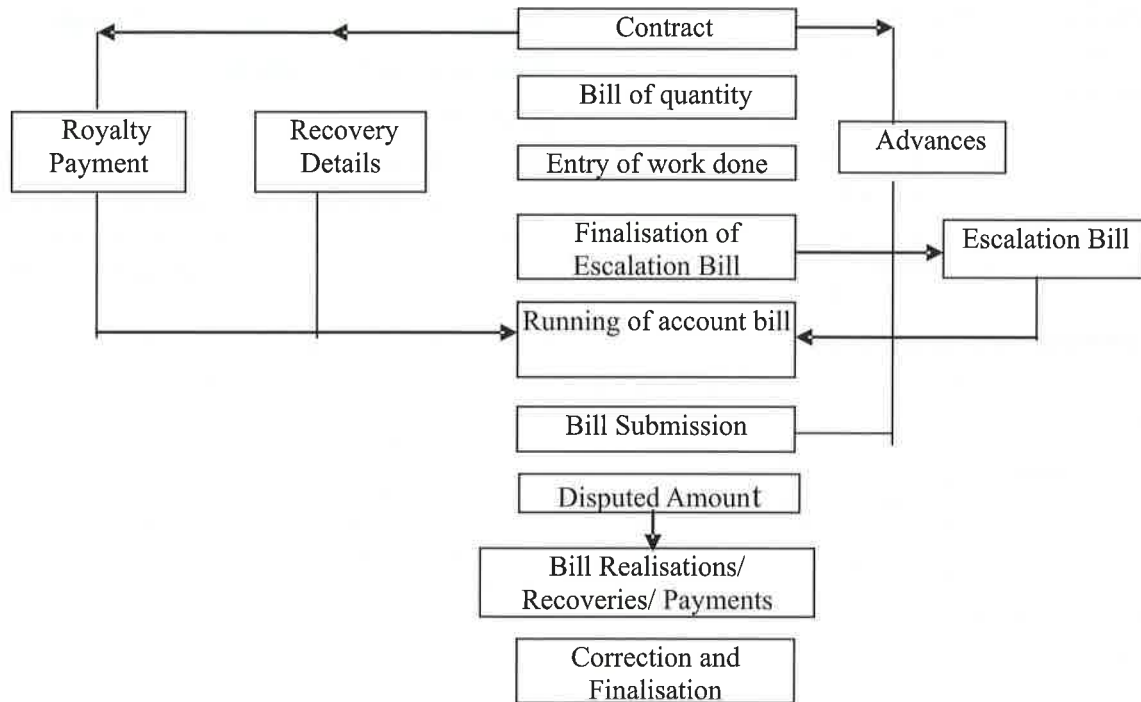 Contract
Bill of quantity
Royalty
Payment
Recovery
Details
Advances
Entry of work done
Finalisation of
Escalation Bill
Escalation Bill
Running of account bill
Bill Submission
Disputed Amount
Bill Realisations/
Recoveries/ Payments
Correction and
Finalisation